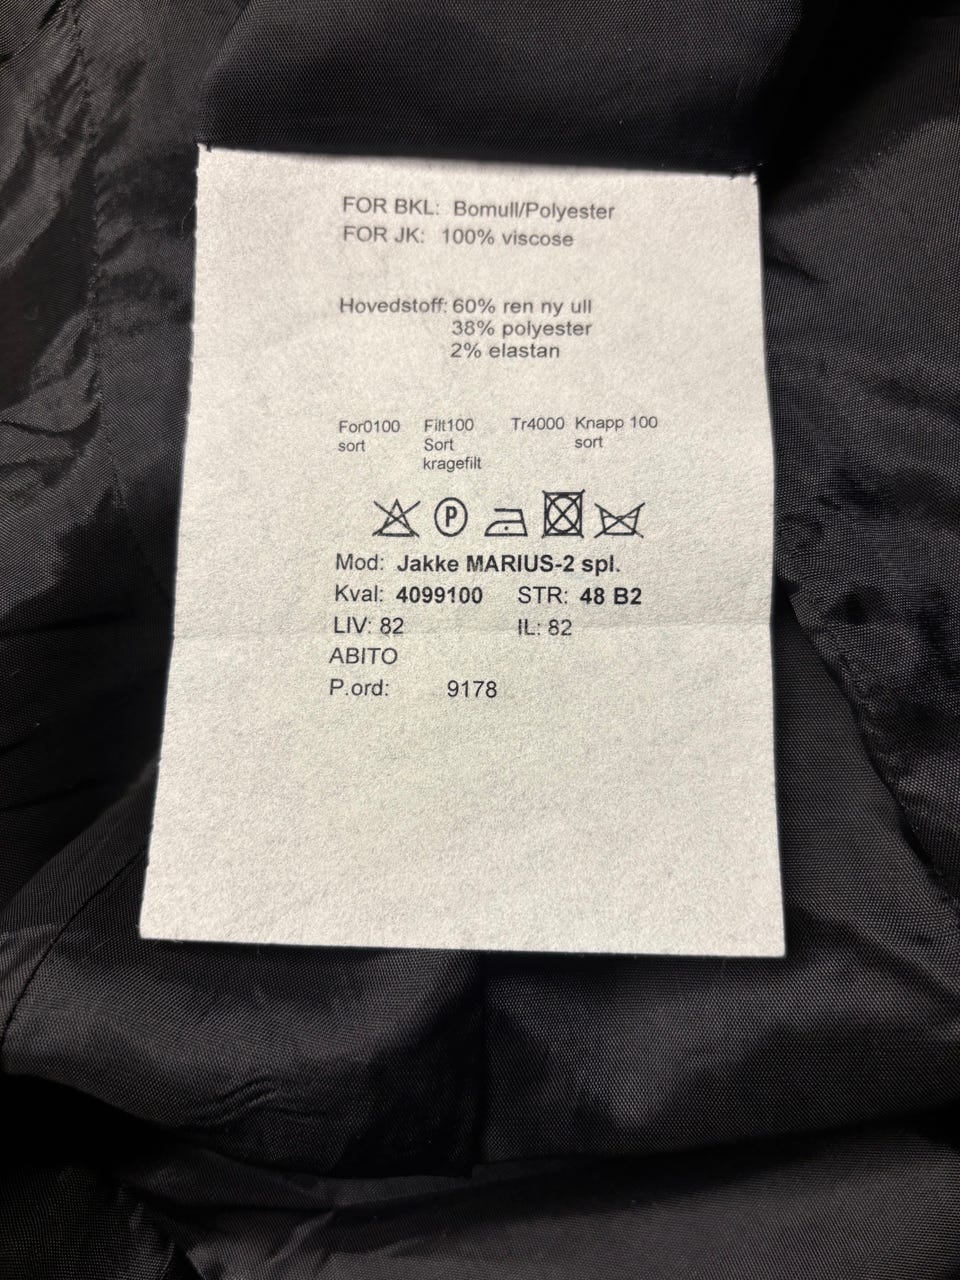 FOR BKL: Bomull/Polyester
FOR JK: 100% viscose
Hovedstoff: 60% ren ny ull
38% polyester
2% elastan
For0100 Filt100 Tr4000 Knapp 100
sort Sort sort
kragefilt
P
Mod: Jakke MARIUS-2 spl.
Kval: 4099100 STR: 48 B2
LIV: 82 IL: 82
ABITO
P.ord: 9178